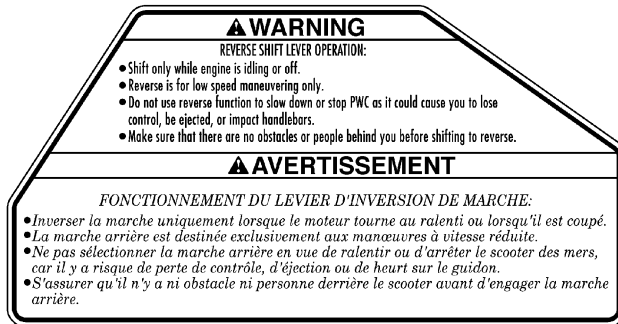 WARNING
REVERSE SHIFT LEVER OPERATION:
• Shift only while engine is idling or off.
• Reverse is for low speed maneuvering only.
• Do not use reverse function to slow down or stop PWC as it could cause you to lose
control, be ejected, or impact handlebars.
• Make sure that there are no obstacles or people behind you before shifting to reverse.
AVERTISSEMENT
FONCTIONNEMENT DU LEVIER D'INVERSION DE MARCHE:
• Inverser la marche uniquement lorsque le moteur tourne au ralenti ou lorsqu'il est coupé.
• La marche arrière est destinée exclusivement aux manœuvres à vitesse réduite.
• Ne pas sélectionner la marche arrière en vue de ralentir ou d'arrêter le scooter des mers,
car il y a risque de perte de contrôle, d'éjection ou de heurt sur le guidon.
• S'assurer qu'il n'y a ni obstacle ni personne derrière le scooter avant d'engager la marche
arrière.